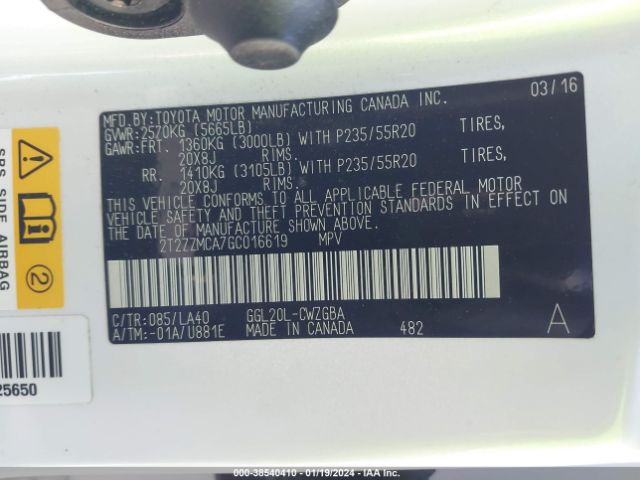 MFD.BY:TOYOTA MOTOR MANUFACTURING CANADA INC. 03/16
GVWR:2570KG (5665LB)
GAWR:FRT. 1360KG (3000LB) WITH P235/55R20 TIRES,
20X8J RIMS.
RR. 1410KG (3105LB) WITH P235/55R20 TIRES,
20X8J RIMS.
THIS VEHICLE CONFORMS TO ALL APPLICABLE FEDERAL MOTOR
VEHICLE SAFETY AND THEFT PREVENTION STANDARDS IN EFFECT ON
THE DATE OF MANUFACTURE SHOWN ABOVE.
2T2ZZMCA7GC016619 MPV
C/TR:085/LA40 GGL20L-CWZGBA
A/TM:-01A/U881E MADE IN CANADA 482 A
SRS SIDE AIRBAG
2
25650
000-38540410 - 01/19/2024 - IAA